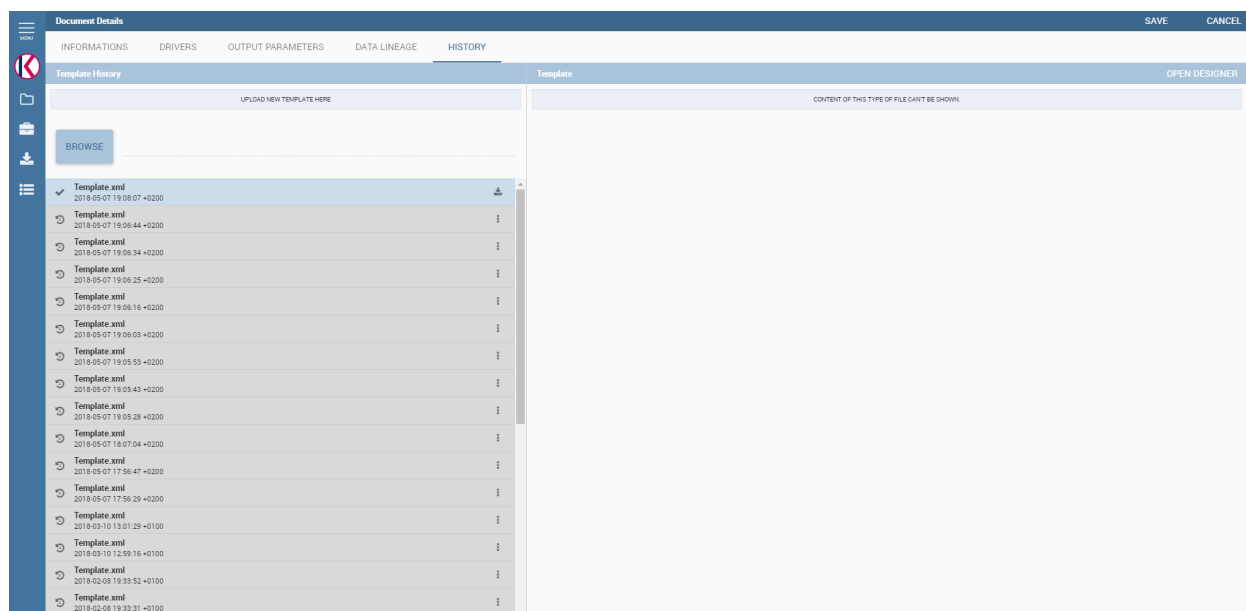 Document Details
SAVE
CANCEL
MENU
INFORMATIONS
DRIVERS
OUTPUT PARAMETERS
DATA LINEAGE
HISTORY
Template History
Template
OPEN DESIGNER
UPLOAD NEW TEMPLATE HERE
CONTENT OF THIS TYPE OF FILE CAN'T BE SHOWN.
BROWSE
Template.xml
2018-05-07 19:08:07 +0200
Template.xml
2018-05-07 19:06:44 +0200
Template.xml
2018-05-07 19:06:34 +0200
Template.xml
2018-05-07 19:06:25 +0200
Template.xml
2018-05-07 19:06:16 +0200
Template.xml
2018-05-07 19:06:03 +0200
Template.xml
2018-05-07 19:05:53 +0200
Template.xml
2018-05-07 19:05:43 +0200
Template.xml
2018-05-07 19:05:28 +0200
Template.xml
2018-05-07 18:07:04 +0200
Template.xml
2018-05-07 17:56:47 +0200
Template.xml
2018-05-07 17:56:29 +0200
Template.xml
2018-03-10 13:01:29 +0100
Template.xml
2018-03-10 12:59:16 +0100
Template.xml
2018-02-08 19:33:52 +0100
Template.xml
2018-02-08 19:33:31 +0100